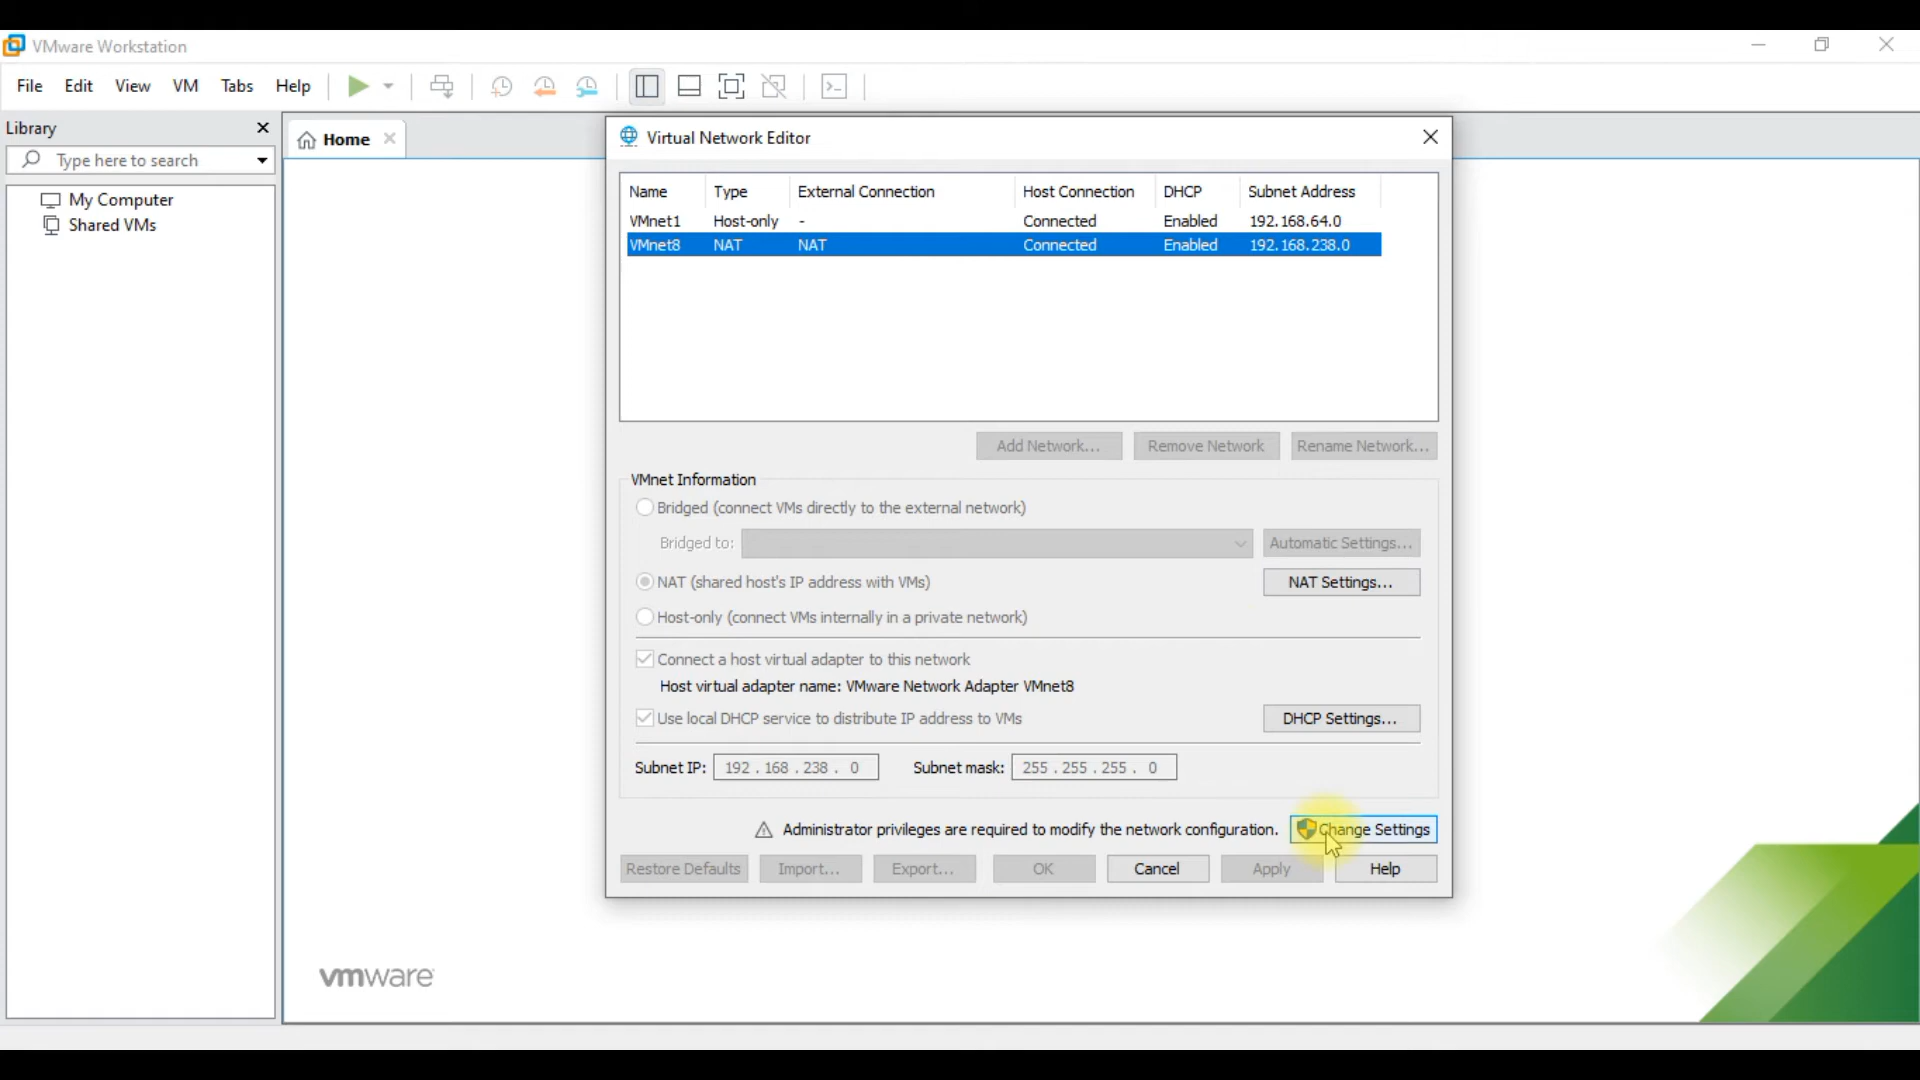 VMware Workstation
File Edit View VM Tabs Help
Library
Type here to search
My Computer
Shared VMs
Home
Virtual Network Editor
Name Type External Connection Host Connection DHCP Subnet Address
VMnet1 Host-only - Connected Enabled 192.168.64.0
VMnet8 NAT NAT Connected Enabled 192.168.238.0
Add Network... Remove Network Rename Network...
VMnet Information
Bridged (connect VMs directly to the external network)
Bridged to: Automatic Settings...
NAT (shared host's IP address with VMs) NAT Settings...
Host-only (connect VMs internally in a private network)
Connect a host virtual adapter to this network
Host virtual adapter name: VMware Network Adapter VMnet8
Use local DHCP service to distribute IP address to VMs DHCP Settings...
Subnet IP: 192 . 168 . 238 . 0 Subnet mask: 255 . 255 . 255 . 0
Administrator privileges are required to modify the network configuration. Change Settings
Restore Defaults Import... Export... OK Cancel Apply Help
vmware